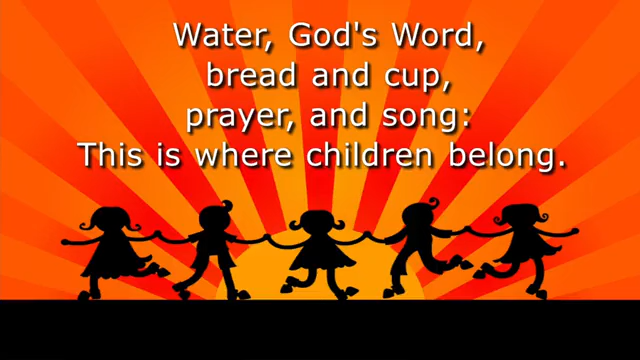 Water, God's Word,
bread and cup,
prayer, and song:
This is where children belong.